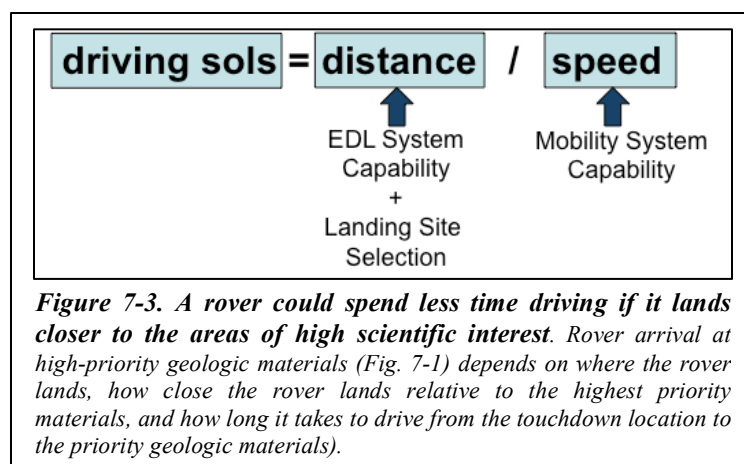 driving sols = distance / speed
EDL System Mobility System
Capability Capability
+
Landing Site
Selection
Figure 7-3. A rover could spend less time driving if it lands
closer to the areas of high scientific interest. Rover arrival at
high-priority geologic materials (Fig. 7-1) depends on where the rover
lands, how close the rover lands relative to the highest priority
materials, and how long it takes to drive from the touchdown location to
the priority geologic materials).